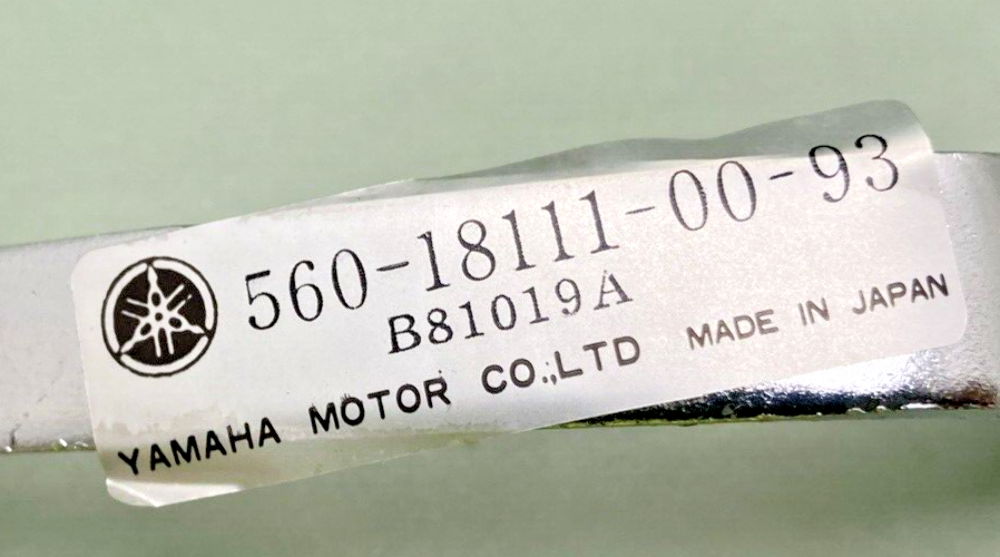 560-18111-00-93
B81019A
YAMAHA MOTOR CO.,LTD MADE IN JAPAN